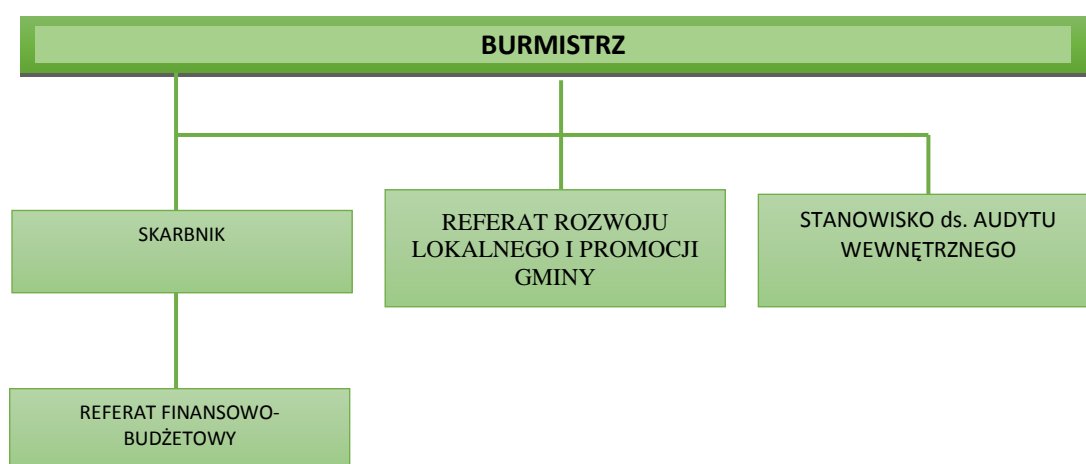 BURMISTRZ
SKARBNIK
REFERAT ROZWOJU
LOKALNEGO I PROMOCJI
GMINY
STANOWISKO ds. AUDYTU
WEWNĘTRZNEGO
REFERAT FINANSOWO-
BUDŻETOWY